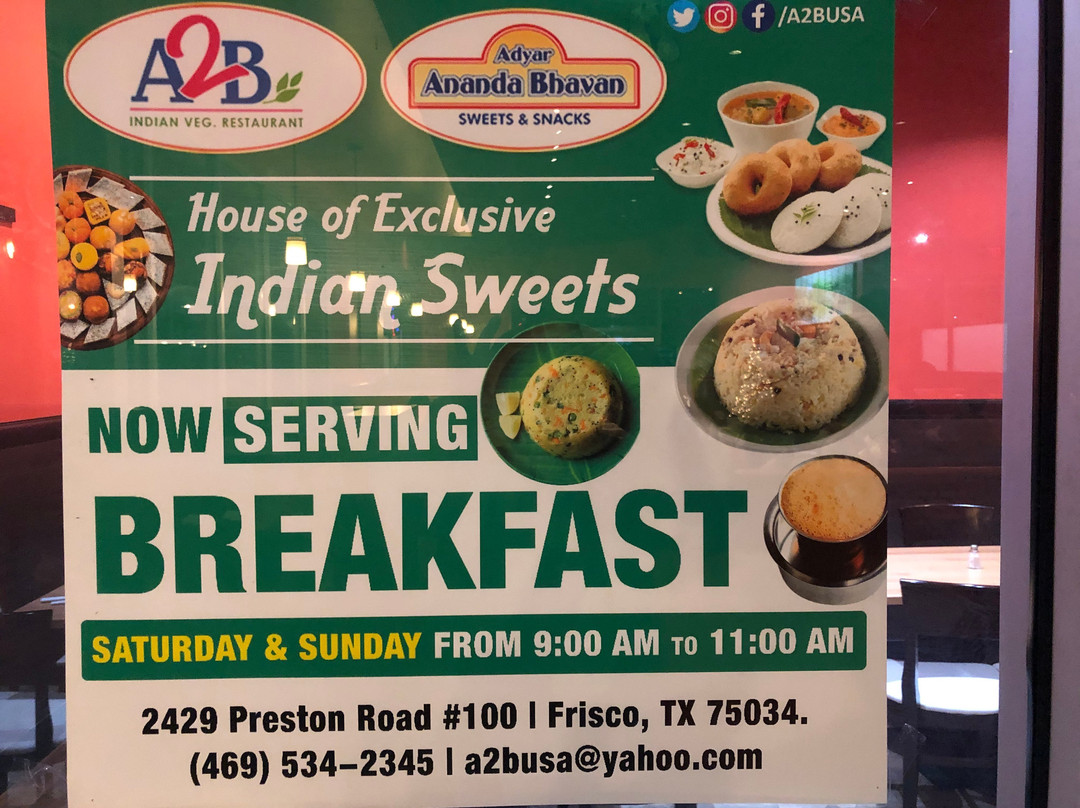 A2B
INDIAN VEG. RESTAURANT
Adyar
Ananda Bhavan
SWEETS & SNACKS
/A2BUSA
House of Exclusive
Indian Sweets
NOW SERVING
BREAKFAST
SATURDAY & SUNDAY FROM 9:00 AM TO 11:00 AM
2429 Preston Road #100 | Frisco, TX 75034.
(469) 534-2345 | a2busa@yahoo.com